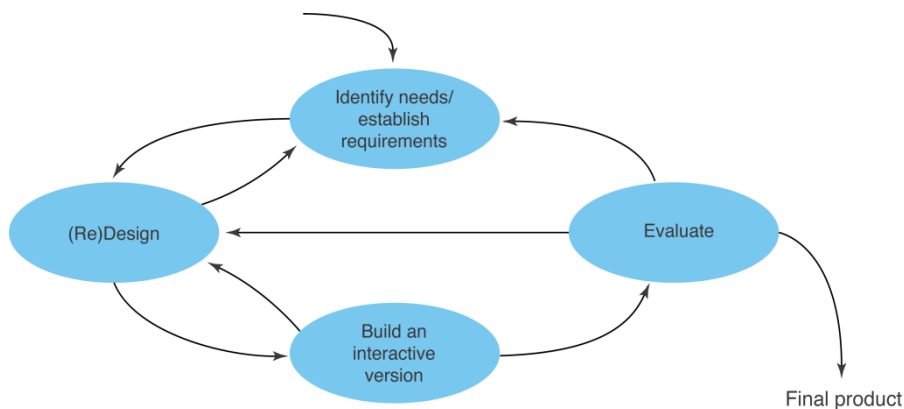 Identify needs/
establish
requirements
(Re)Design
Evaluate
Build an
interactive
version
Final product